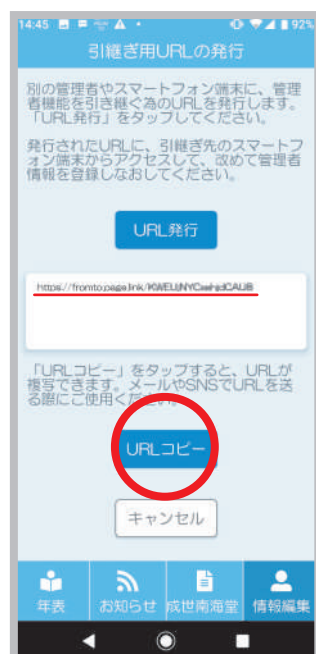 14:45
92%
引継ぎ用URLの発行
別の管理者やスマートフォン端末に、管理
者機能を引き継ぐ為のURLを発行します。
「URL発行」をタップしてください。
発行されたURLに、引継ぎ先のスマートフ
ォン端末からアクセスして、改めて管理者
情報を登録しなおしてください。
URL発行
https://fromto.page.link/
「URLコピー」をタップすると、URLが
複写できます。メールやSNSでURLを送
る際にご使用ください。
URLコピー
キャンセル
年表 お知らせ 成世南海堂 情報編集